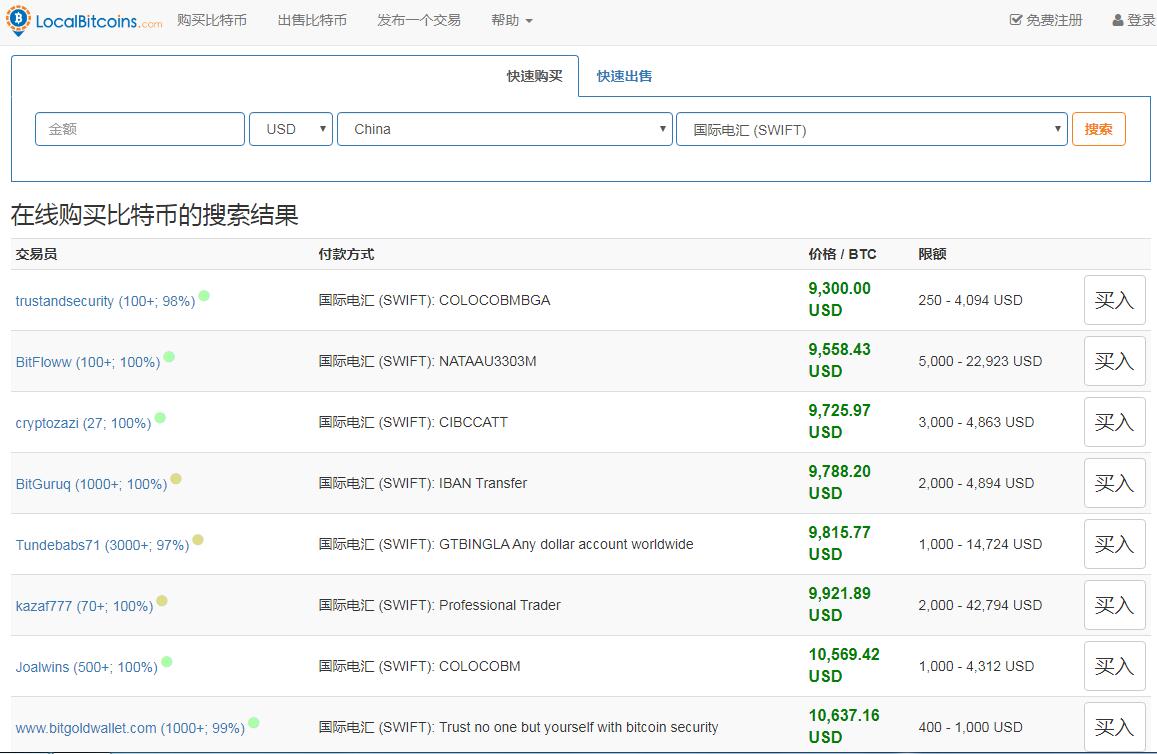 LocalBitcoins.com 购买比特币 出售比特币 发布一个交易 帮助 免费注册 登录
快速购买 快速出售
金额 USD China 国际电汇 (SWIFT) 搜索
在线购买比特币的搜索结果
交易员 付款方式 价格 / BTC 限额
trustandsecurity (100+; 98%) 国际电汇 (SWIFT): COLOCOBMBGA 9,300.00 USD 250 - 4,094 USD 买入
BitFloww (100+; 100%) 国际电汇 (SWIFT): NATAAU3303M 9,558.43 USD 5,000 - 22,923 USD 买入
cryptozazi (27; 100%) 国际电汇 (SWIFT): CIBCCATT 9,725.97 USD 3,000 - 4,863 USD 买入
BitGuruq (1000+; 100%) 国际电汇 (SWIFT): IBAN Transfer 9,788.20 USD 2,000 - 4,894 USD 买入
Tundebabs71 (3000+; 97%) 国际电汇 (SWIFT): GTBINGLA Any dollar account worldwide 9,815.77 USD 1,000 - 14,724 USD 买入
kazaf777 (70+; 100%) 国际电汇 (SWIFT): Professional Trader 9,921.89 USD 2,000 - 42,794 USD 买入
Joalwins (500+; 100%) 国际电汇 (SWIFT): COLOCOBM 10,569.42 USD 1,000 - 4,312 USD 买入
www.bitgoldwallet.com (1000+; 99%) 国际电汇 (SWIFT): Trust no one but yourself with bitcoin security 10,637.16 USD 400 - 1,000 USD 买入